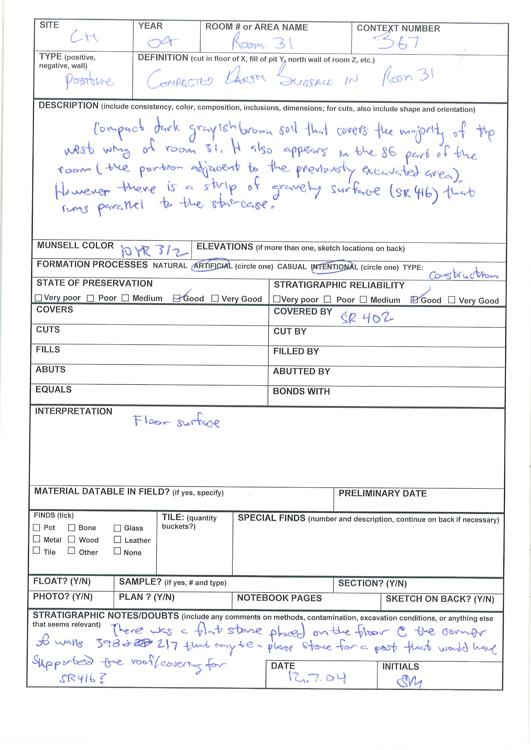 SITE CH
YEAR 04
ROOM # or AREA NAME Room 31
CONTEXT NUMBER 367
TYPE (positive, negative, wall) Positive
DEFINITION (cut in floor of X, fill of pit Y, north wall of room Z, etc.)
Compacted Earth Surface in Room 31
DESCRIPTION (include consistency, color, composition, inclusions, dimensions; for cuts, also include shape and orientation)
Compact dark grayish brown soil that covers the majority of the
west wing of room 31. It also appears in the SE part of the
room (the portion adjacent to the previously excavated area).
However there is a strip of gravely surface (SR 416) that
runs parallel to the staircase.
MUNSELL COLOR 10YR 3/2
ELEVATIONS (if more than one, sketch locations on back)
FORMATION PROCESSES NATURAL ARTIFICIAL (circle one) CASUAL INTENTIONAL (circle one) TYPE: Construction
STATE OF PRESERVATION
Very poor Poor Medium Good Very Good
STRATIGRAPHIC RELIABILITY
Very poor Poor Medium Good Very Good
COVERS
COVERED BY SR 402
CUTS
CUT BY
FILLS
FILLED BY
ABUTS
ABUTTED BY
EQUALS
BONDS WITH
INTERPRETATION
Floor surface
MATERIAL DATABLE IN FIELD? (if yes, specify)
PRELIMINARY DATE
FINDS (tick)
Pot Bone Glass
Metal Wood Leather
Tile Other None
TILE: (quantity buckets?)
SPECIAL FINDS (number and description, continue on back if necessary)
FLOAT? (Y/N)
SAMPLE? (if yes, # and type)
SECTION? (Y/N)
PHOTO? (Y/N)
PLAN ? (Y/N)
NOTEBOOK PAGES
SKETCH ON BACK? (Y/N)
STRATIGRAPHIC NOTES/DOUBTS (include any comments on methods, contamination, excavation conditions, or anything else
that seems relevant) There was a flat stone placed on the floor @ the corner
of walls 398 217 that may be a place stone for a post that would have
supported the roof/covering for
SR416?
DATE 12.7.04
INITIALS